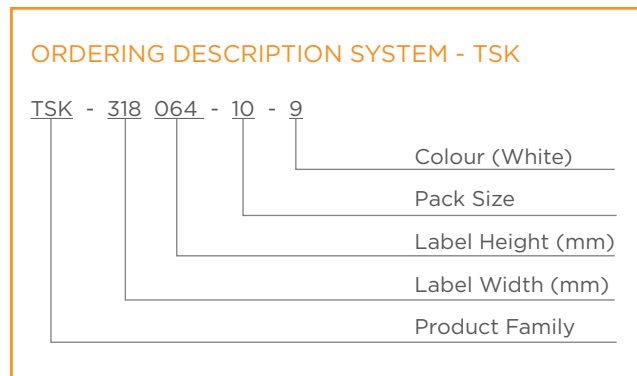 ORDERING DESCRIPTION SYSTEM - TSK
TSK - 318 064 - 10 - 9
Colour (White)
Pack Size
Label Height (mm)
Label Width (mm)
Product Family